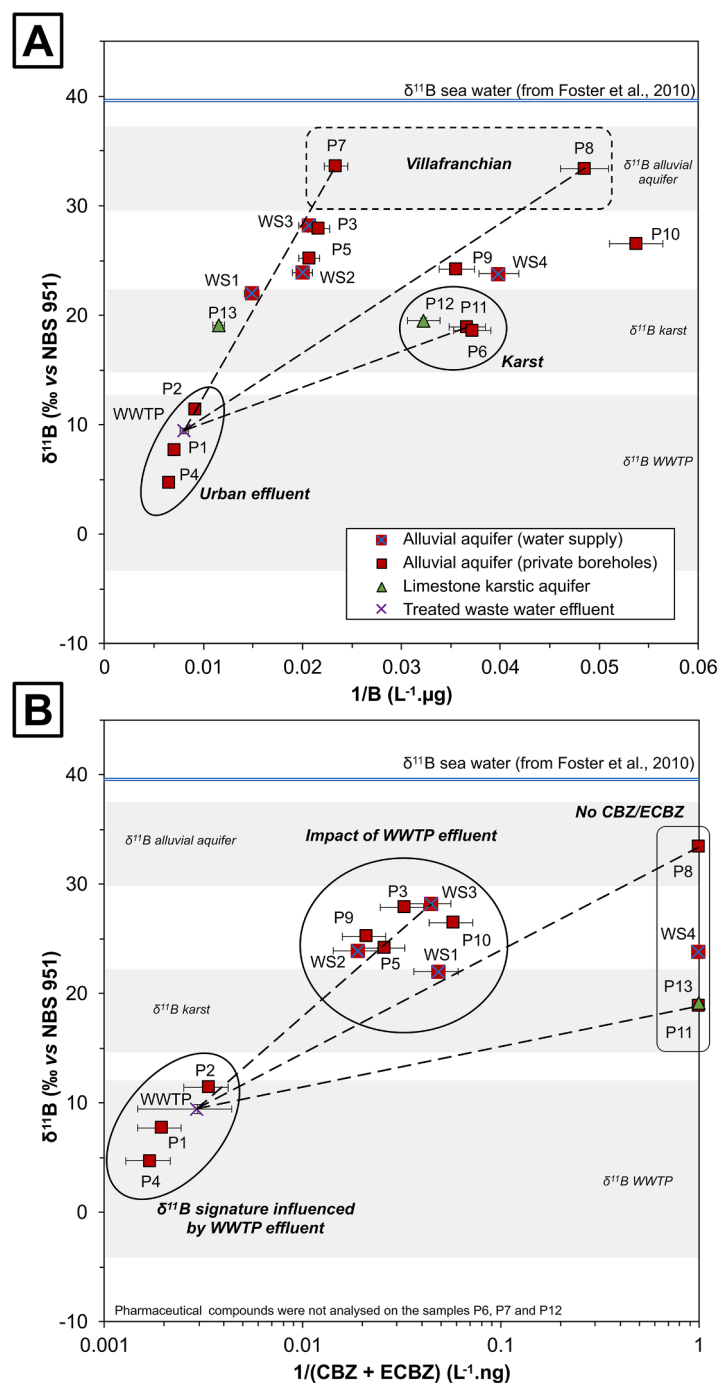 A
δ¹¹B sea water (from Foster et al., 2010)
40
P7
Villafranchian
P8
δ¹¹B alluvial
aquifer
30
WS3
P3
P10
P5
P9
WS4
WS2
WS1
20
P13
P12
P11
δ¹¹B karst
P6
Karst
P2
10
WWTP
P1
δ¹¹B WWTP
P4
Urban effluent
0
Alluvial aquifer (water supply)
Alluvial aquifer (private boreholes)
Limestone karstic aquifer
Treated waste water effluent
-10
0
0.01
0.02
0.03
0.04
0.05
0.06
1/B (L⁻¹.µg)
δ¹¹B (‰ vs NBS 951)
B
δ¹¹B sea water (from Foster et al., 2010)
40
No CBZ/ECBZ
δ¹¹B alluvial aquifer
Impact of WWTP effluent
P8
30
P3
WS3
P9
P10
WS4
WS2
P5
WS1
20
δ¹¹B karst
P13
P11
P2
10
WWTP
P1
P4
δ¹¹B WWTP
δ¹¹B signature influenced
by WWTP effluent
0
Pharmaceutical compounds were not analysed on the samples P6, P7 and P12
-10
0.001
0.01
0.1
1
1/(CBZ + ECBZ) (L⁻¹.ng)
δ¹¹B (‰ vs NBS 951)